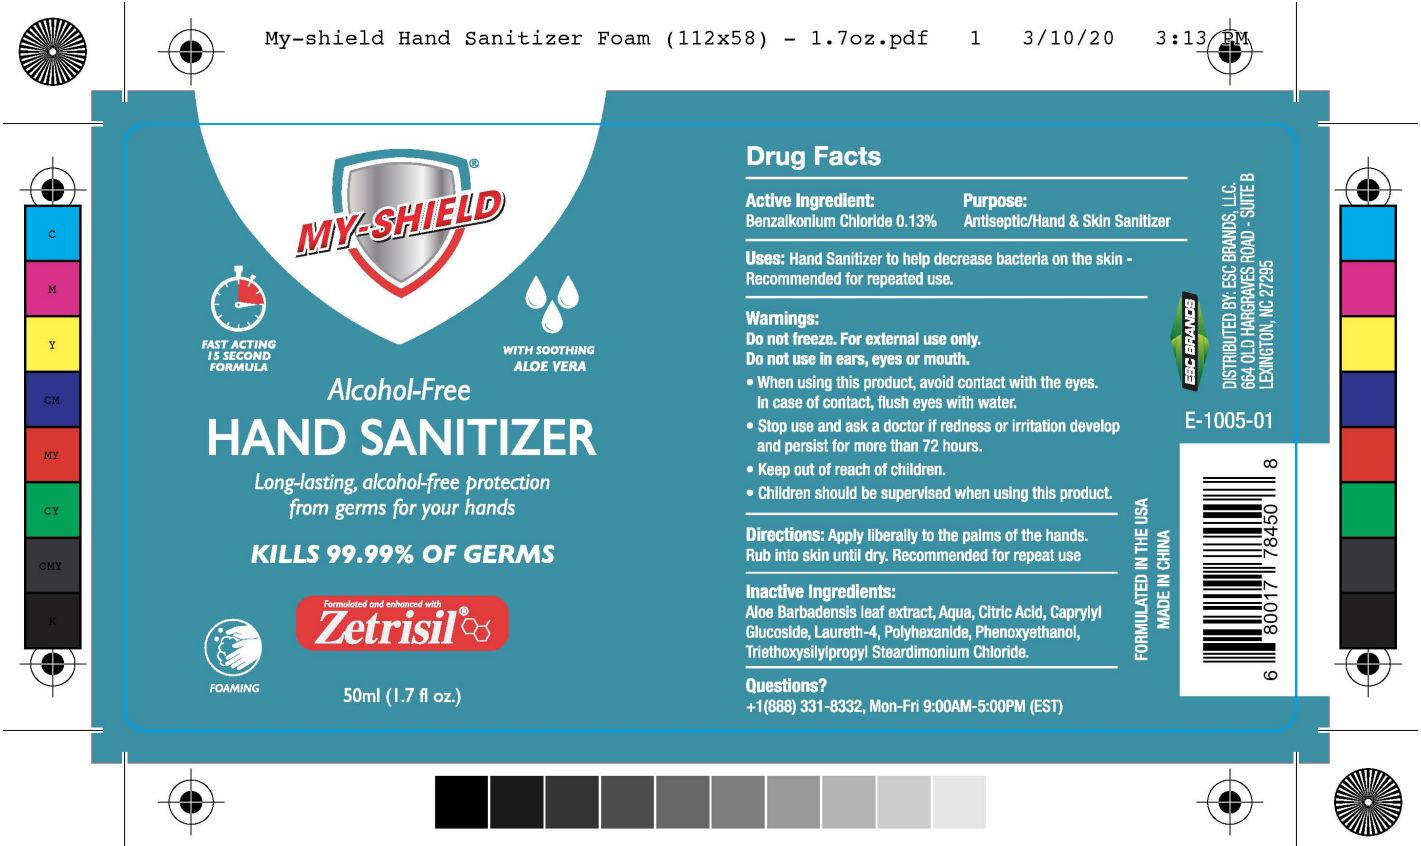 My-shield Hand Sanitizer Foam (112x58) - 1.7oz.pdf 1 3/10/20 3:13 PM
C
M
Y
CM
MY
CY
CMY
K
MY-SHIELD®
FAST ACTING
15 SECOND
FORMULA
WITH SOOTHING
ALOE VERA
Alcohol-Free
HAND SANITIZER
Long-lasting, alcohol-free protection
from germs for your hands
KILLS 99.99% OF GERMS
Formulated and enhanced with
Zetrisil®
FOAMING
50ml (1.7 fl oz.)
Drug Facts
Active Ingredient: Purpose:
Benzalkonium Chloride 0.13% Antiseptic/Hand & Skin Sanitizer
Uses: Hand Sanitizer to help decrease bacteria on the skin -
Recommended for repeated use.
Warnings:
Do not freeze. For external use only.
Do not use in ears, eyes or mouth.
• When using this product, avoid contact with the eyes.
In case of contact, flush eyes with water.
• Stop use and ask a doctor if redness or irritation develop
and persist for more than 72 hours.
• Keep out of reach of children.
• Children should be supervised when using this product.
Directions: Apply liberally to the palms of the hands.
Rub into skin until dry. Recommended for repeat use
Inactive Ingredients:
Aloe Barbadensis leaf extract, Aqua, Citric Acid, Caprylyl
Glucoside, Laureth-4, Polyhexanide, Phenoxyethanol,
Triethoxysilylpropyl Steardimonium Chloride.
Questions?
+1(888) 331-8332, Mon-Fri 9:00AM-5:00PM (EST)
ESC BRANDS
DISTRIBUTED BY: ESC BRANDS, LLC.
664 OLD HARGRAVES ROAD - SUITE B
LEXINGTON, NC 27295
E-1005-01
FORMULATED IN THE USA
MADE IN CHINA
6 80017 78450 8